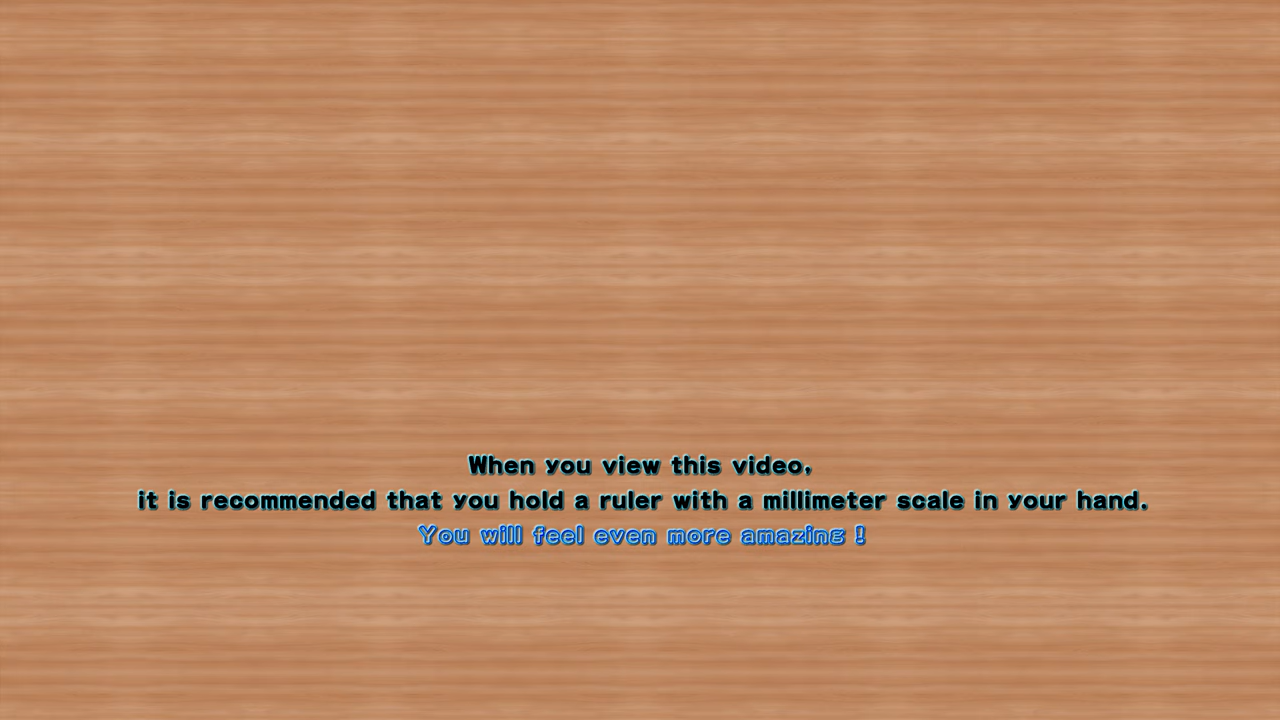 When you view this video,
it is recommended that you hold a ruler with a millimeter scale in your hand.
You will feel even more amazing !